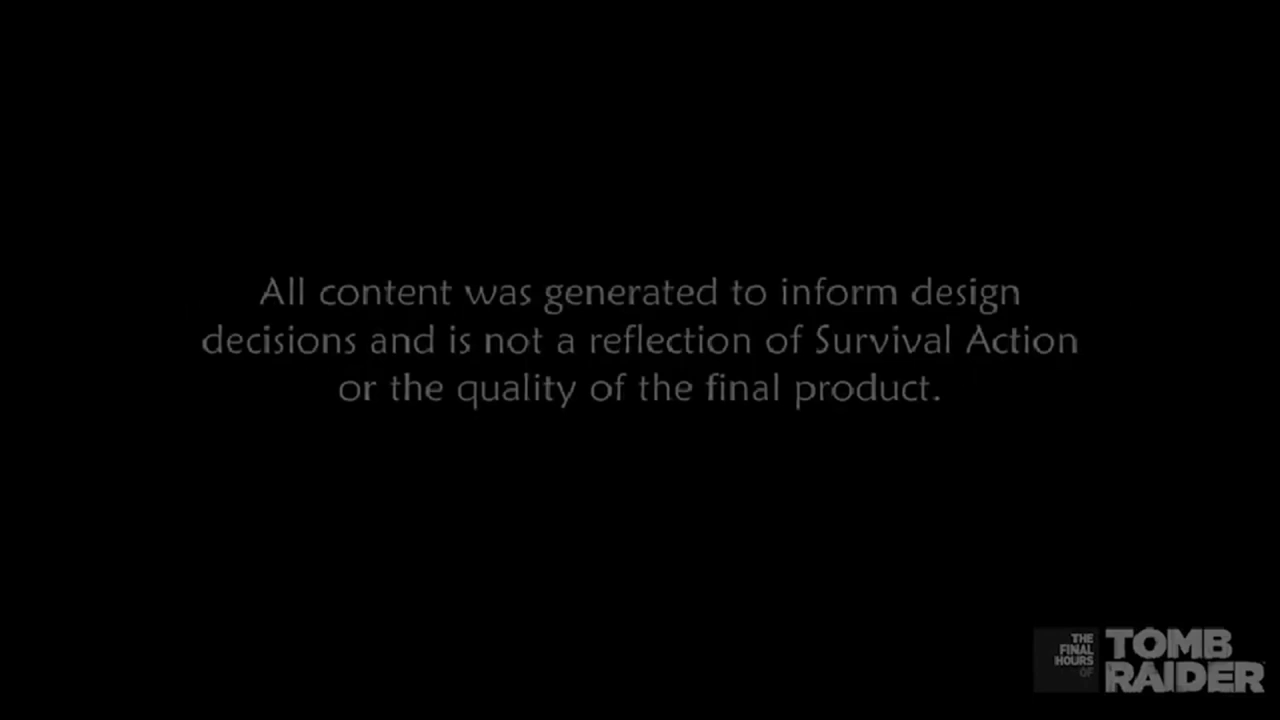 All content was generated to inform design
decisions and is not a reflection of Survival Action
or the quality of the final product.
THE
FINAL
HOURS
OF
TOMB
RAIDER